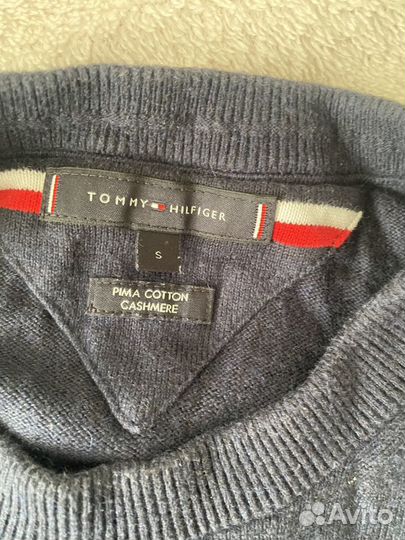 TOMMY HILFIGER
S
PIMA COTTON
CASHMERE
Avito